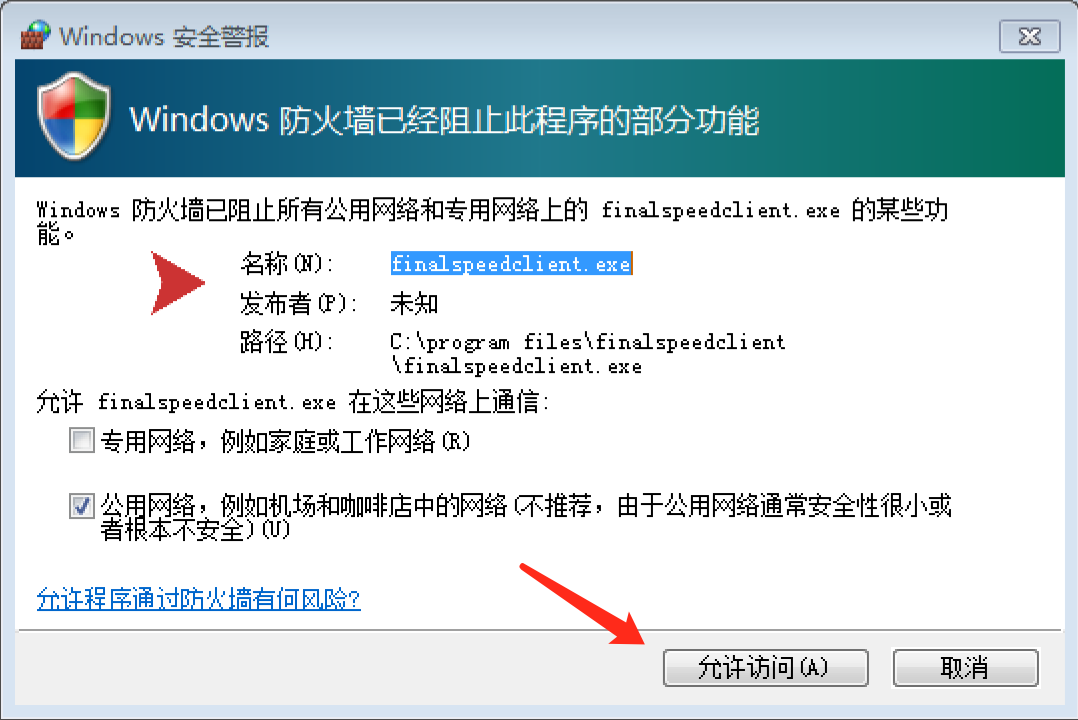 Windows 安全警报
Windows 防火墙已经阻止此程序的部分功能
Windows 防火墙已阻止所有公用网络和专用网络上的 finalspeedclient.exe 的某些功
能。
名称(N): finalspeedclient.exe
发布者(P): 未知
路径(H): C:\program files\finalspeedclient
\finalspeedclient.exe
允许 finalspeedclient.exe 在这些网络上通信:
专用网络，例如家庭或工作网络(R)
公用网络，例如机场和咖啡店中的网络(不推荐，由于公用网络通常安全性很小或
者根本不安全)(U)
允许程序通过防火墙有何风险?
允许访问(A) 取消